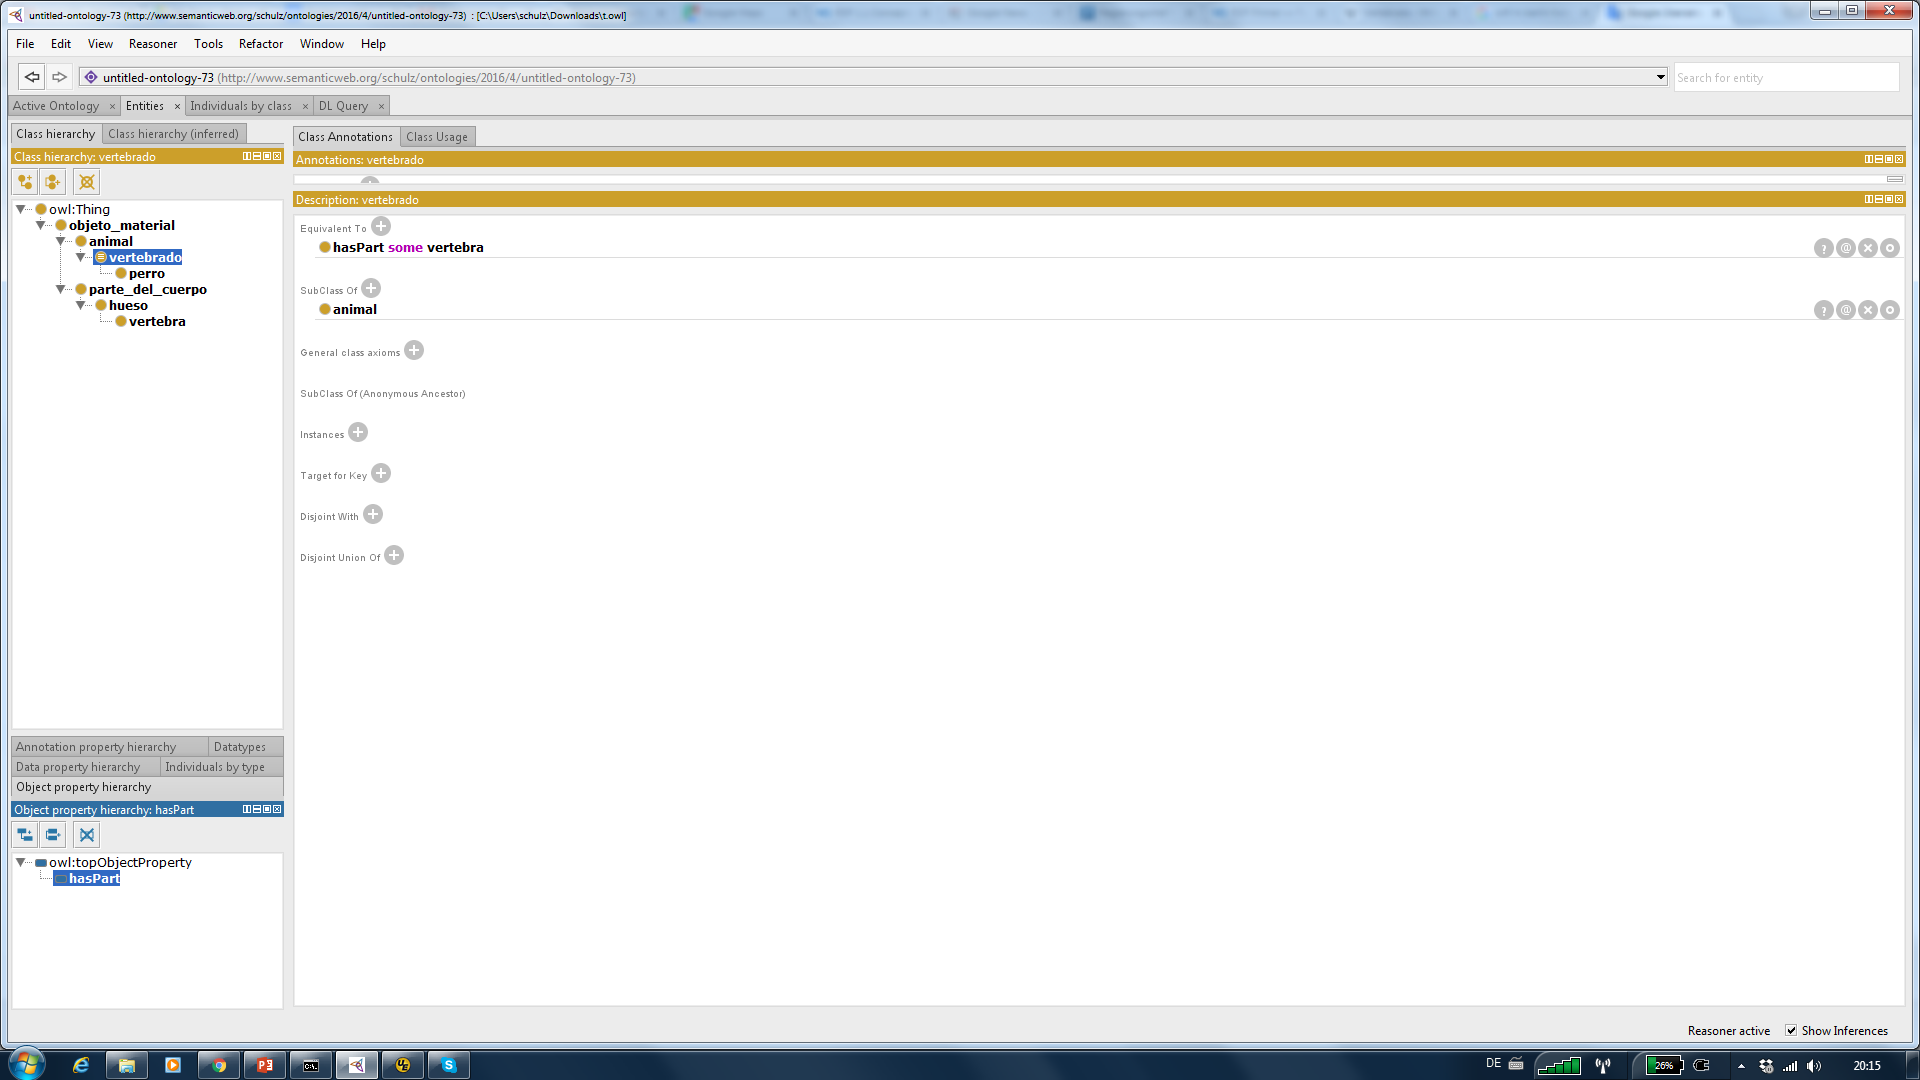 untitled-ontology-73 (http://www.semanticweb.org/schulz/ontologies/2016/4/untitled-ontology-73) : [C:\Users\schulz\Downloads\t.owl]
File Edit View Reasoner Tools Refactor Window Help
untitled-ontology-73 (http://www.semanticweb.org/schulz/ontologies/2016/4/untitled-ontology-73)
Search for entity
Active Ontology × Entities × Individuals by class × DL Query ×
Class hierarchy Class hierarchy (inferred)
Class hierarchy: vertebrado
owl:Thing
objeto_material
animal
vertebrado
perro
parte_del_cuerpo
hueso
vertebra
Annotation property hierarchy Datatypes
Data property hierarchy Individuals by type
Object property hierarchy
Object property hierarchy: hasPart
owl:topObjectProperty
hasPart
Class Annotations Class Usage
Annotations: vertebrado
Description: vertebrado
Equivalent To
hasPart some vertebra
SubClass Of
animal
General class axioms
SubClass Of (Anonymous Ancestor)
Instances
Target for Key
Disjoint With
Disjoint Union Of
Reasoner active Show Inferences
DE 26% 20:15